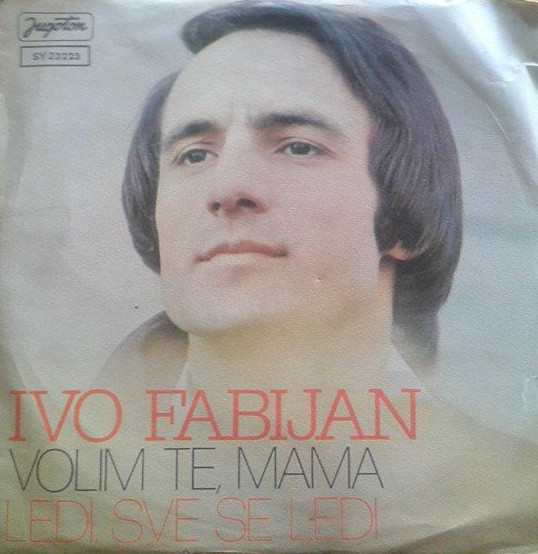 Jugoton
SY 23223
IVO FABIJAN
VOLIM TE, MAMA
LEDI, SVE SE LEDI